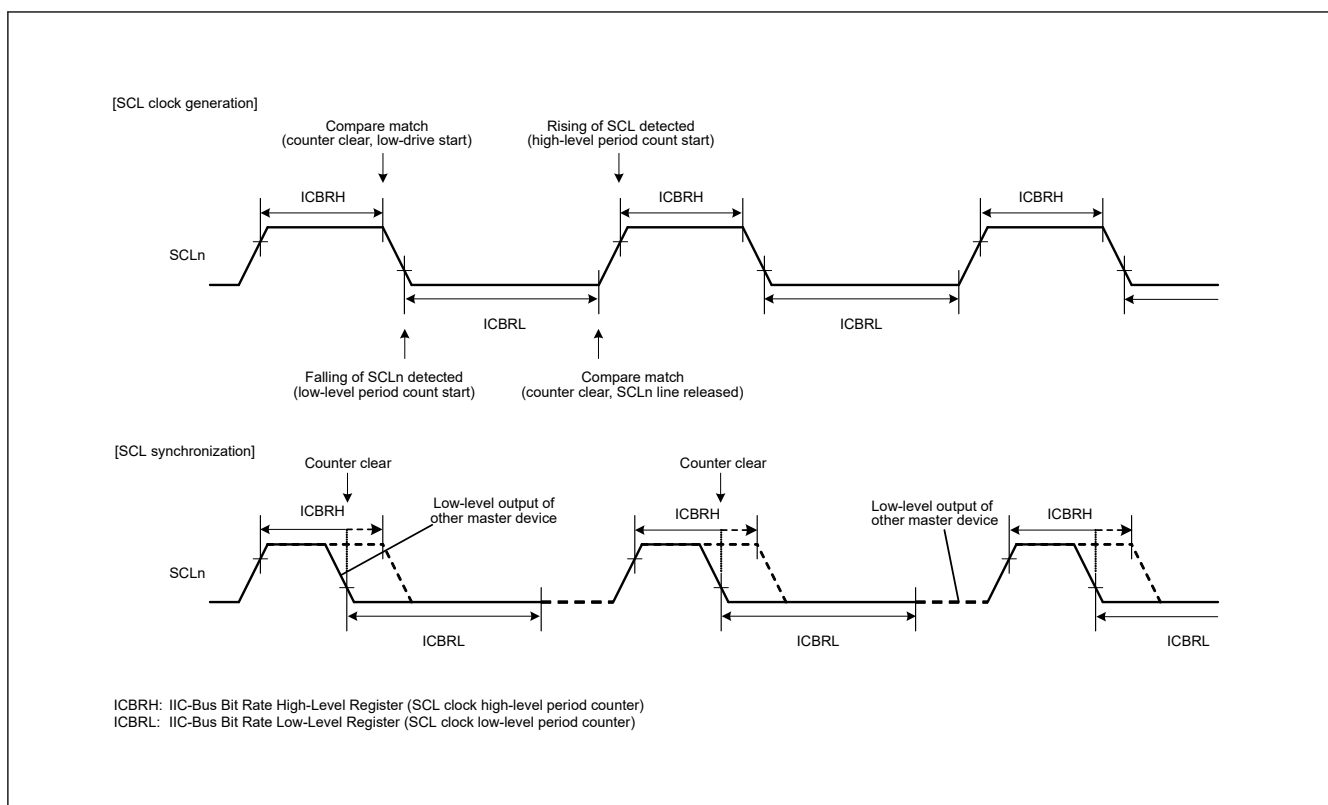 [SCL clock generation]
Compare match
(counter clear, low-drive start)
Rising of SCL detected
(high-level period count start)
ICBRH
ICBRH
ICBRH
SCLn
ICBRL
ICBRL
Falling of SCLn detected
(low-level period count start)
Compare match
(counter clear, SCLn line released)
[SCL synchronization]
Counter clear
Counter clear
Low-level output of
other master device
Low-level output of
other master device
ICBRH
ICBRH
ICBRH
SCLn
ICBRL
ICBRL
ICBRL
ICBRH: IIC-Bus Bit Rate High-Level Register (SCL clock high-level period counter)
ICBRL: IIC-Bus Bit Rate Low-Level Register (SCL clock low-level period counter)